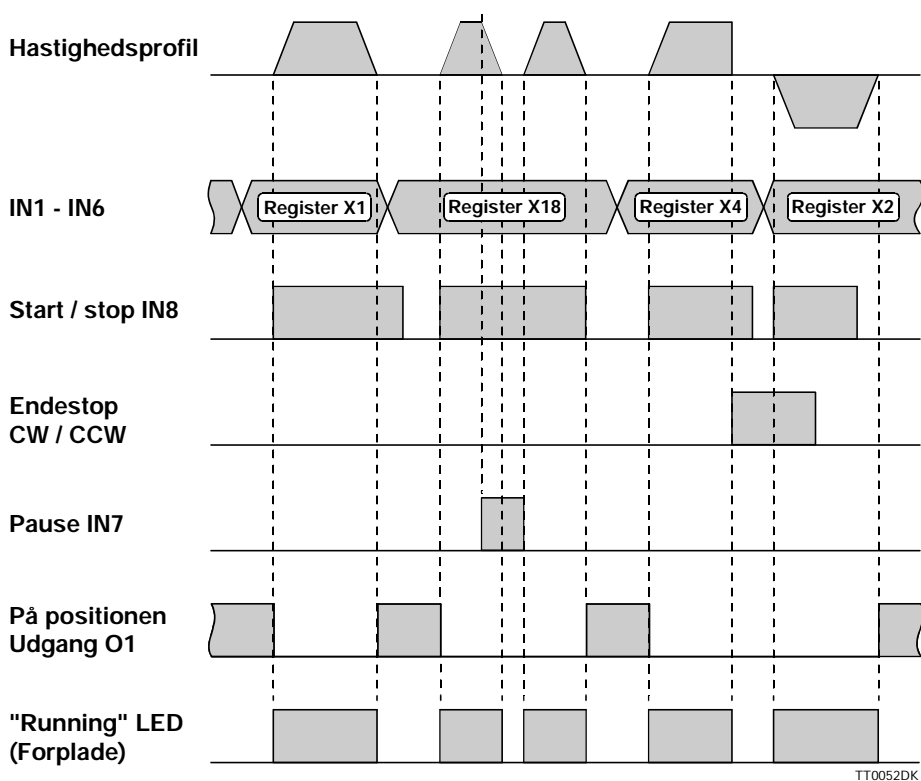 Hastighedsprofil
IN1 - IN6
Register X1
Register X18
Register X4
Register X2
Start / stop IN8
Endestop
CW / CCW
Pause IN7
På positionen
Udgang O1
"Running" LED
(Forplade)
TT0052DK